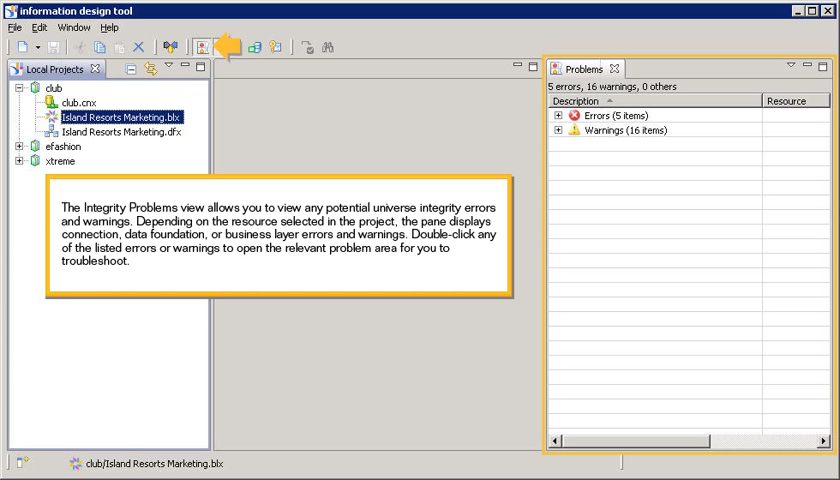 information design tool
File Edit Window Help
Local Projects
club
club.cnx
Island Resorts Marketing.blx
Island Resorts Marketing.dfx
efashion
xtreme
The Integrity Problems view allows you to view any potential universe integrity errors
and warnings. Depending on the resource selected in the project, the pane displays
connection, data foundation, or business layer errors and warnings. Double-click any
of the listed errors or warnings to open the relevant problem area for you to
troubleshoot.
Problems
5 errors, 16 warnings, 0 others
Description Resource
Errors (5 items)
Warnings (16 items)
club/Island Resorts Marketing.blx